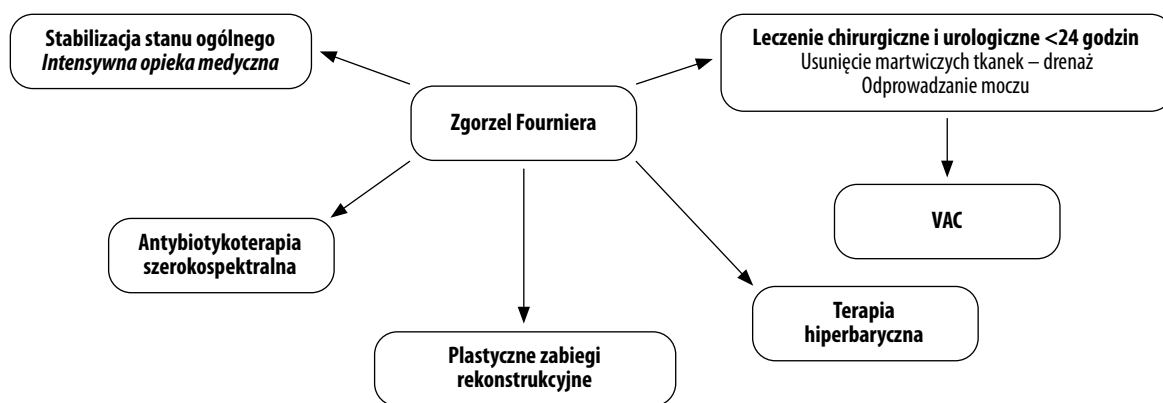 Stabilizacja stanu ogólnego
Intensywna opieka medyczna
Leczenie chirurgiczne i urologiczne <24 godzin
Usunięcie martwiczych tkanek – drenaż
Odprowadzanie moczu
Zgorzel Fourniera
VAC
Antybiotykoterapia
szerokospektralna
Terapia
hiperbaryczna
Plastyczne zabiegi
rekonstrukcyjne